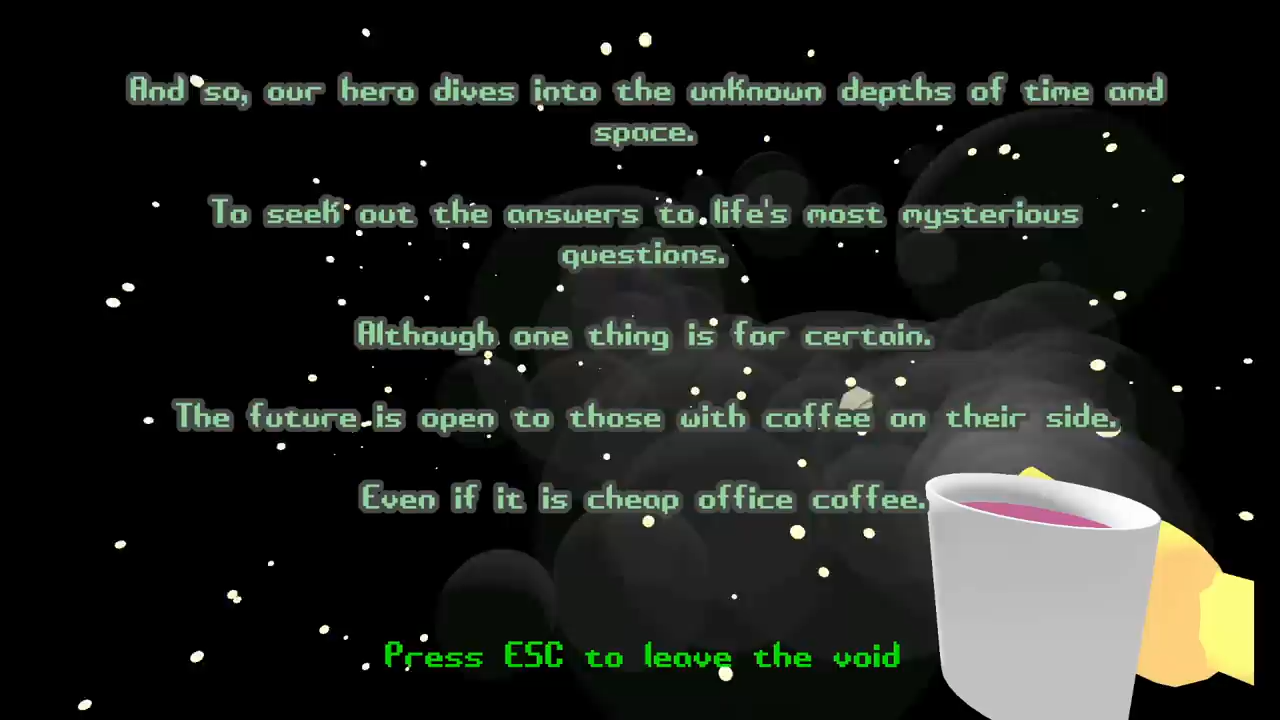 And so, our hero dives into the unknown depths of time and
space.
To seek out the answers to life's most mysterious
questions.
Although one thing is for certain.
The future is open to those with coffee on their side.
Even if it is cheap office coffee.
Press ESC to leave the void